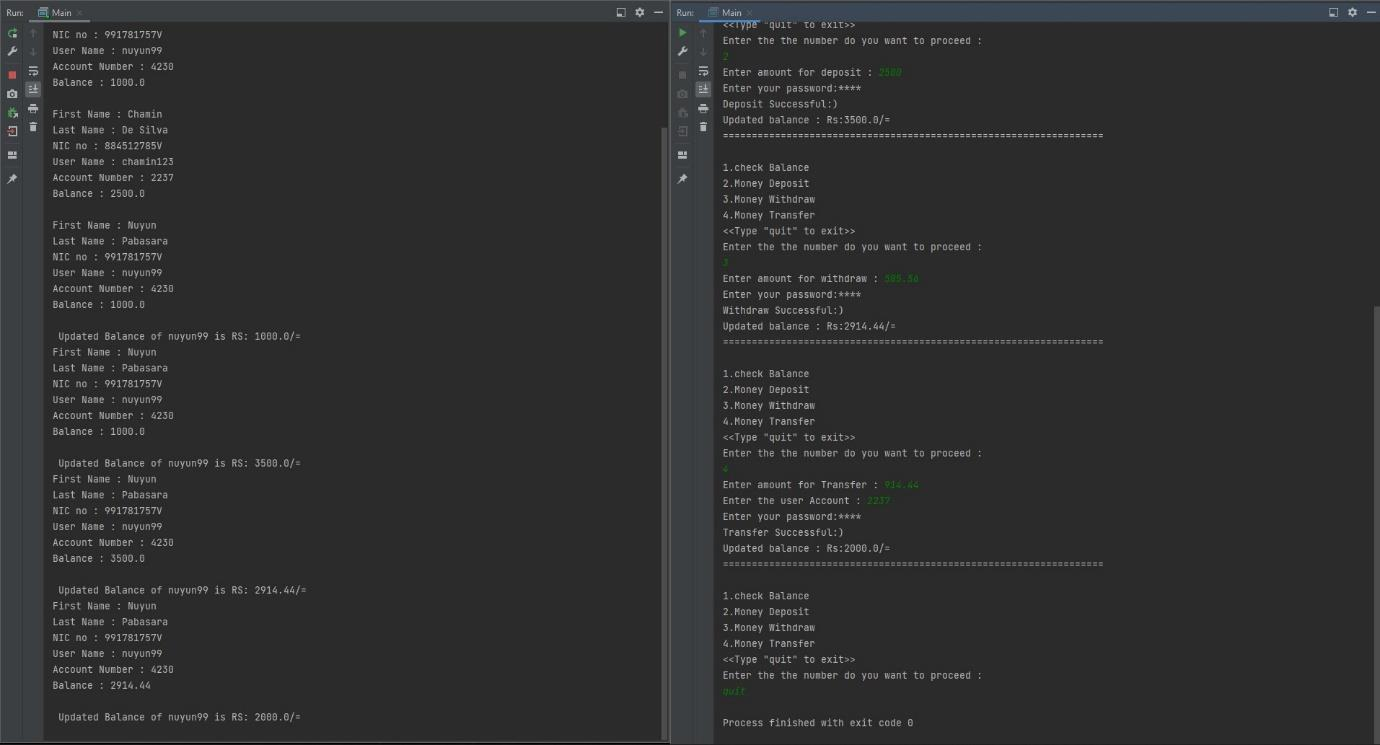 Run: Main
NIC no : 991781757V
User Name : nuyun99
Account Number : 4230
Balance : 1000.0
First Name : Chamin
Last Name : De Silva
NIC no : 884512785V
User Name : chamin123
Account Number : 2237
Balance : 2500.0
First Name : Nuyun
Last Name : Pabasara
NIC no : 991781757V
User Name : nuyun99
Account Number : 4230
Balance : 1000.0
Updated Balance of nuyun99 is RS: 1000.0/=
First Name : Nuyun
Last Name : Pabasara
NIC no : 991781757V
User Name : nuyun99
Account Number : 4230
Balance : 1000.0
Updated Balance of nuyun99 is RS: 3500.0/=
First Name : Nuyun
Last Name : Pabasara
NIC no : 991781757V
User Name : nuyun99
Account Number : 4230
Balance : 3500.0
Updated Balance of nuyun99 is RS: 2914.44/=
First Name : Nuyun
Last Name : Pabasara
NIC no : 991781757V
User Name : nuyun99
Account Number : 4230
Balance : 2914.44
Updated Balance of nuyun99 is RS: 2000.0/=
Run: Main
<<Type "quit" to exit>>
Enter the the number do you want to proceed :
2
Enter amount for deposit : 2500
Enter your password:****
Deposit Successful:)
Updated balance : Rs:3500.0/=
==================================================================
1.check Balance
2.Money Deposit
3.Money Withdraw
4.Money Transfer
<<Type "quit" to exit>>
Enter the the number do you want to proceed :
3
Enter amount for withdraw : 585.56
Enter your password:****
Withdraw Successful:)
Updated balance : Rs:2914.44/=
==================================================================
1.check Balance
2.Money Deposit
3.Money Withdraw
4.Money Transfer
<<Type "quit" to exit>>
Enter the the number do you want to proceed :
4
Enter amount for Transfer : 914.44
Enter the user Account : 2237
Enter your password:****
Transfer Successful:)
Updated balance : Rs:2000.0/=
==================================================================
1.check Balance
2.Money Deposit
3.Money Withdraw
4.Money Transfer
<<Type "quit" to exit>>
Enter the the number do you want to proceed :
quit
Process finished with exit code 0